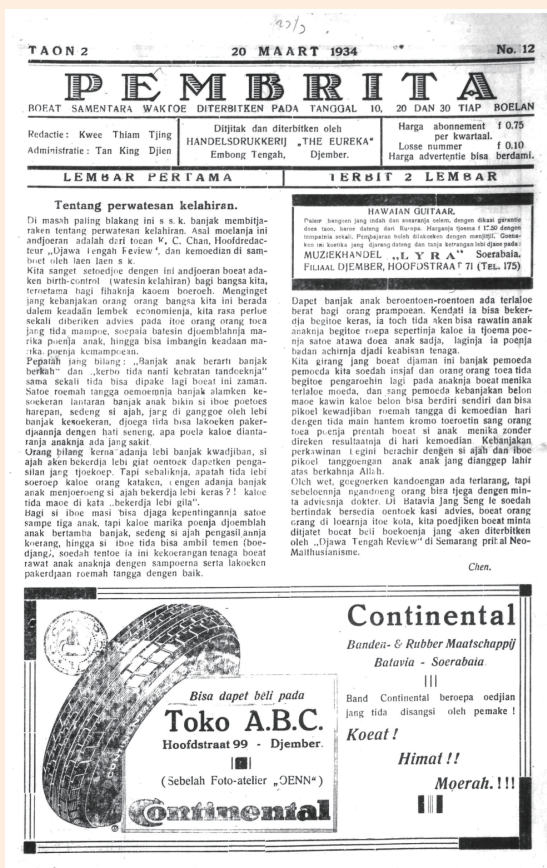 TAON 2
20 MAART 1934
No. 12
PEMBRITA
BOEAT SAMENTARA WAKTOE DITERBITKEN PADA TANGGAL 10, 20 DAN 30 TIAP BOELAN
Redactie: Kwee Thiam Tjing
Administratie: Tan King Djien
Ditjitak dan diterbitken oleh
HANDELSDRUKKERIJ „THE EUREKA"
Embong Tengah, Djember.
Harga abonnement f 0.75
per kwartaal.
Losse nummer f 0.10
Harga advertentie bisa berdami.
LEMBAR PERTAMA
TERBIT 2 LEMBAR
Tentang perwatesan kelahiran.
Di masah paling blakang ini s s. k. banjak membitja-
raken tentang perwatesan kelahiran. Asal moelanja ini
andjoeran adalah dari toean W. C. Chan, Hoofdredac-
teur „Djawa Tengah Review", dan kemoedian di sam-
boet oleh laen laen s k.
Kita sanget setoedjoe dengen ini andjoeran boeat ada-
ken birth-control (watesin kelahiran) bagi bangsa kita,
teroetama bagi fihaknja kaoem boeroeh. Menginget
jang kebanjakan orang orang bangsa kita ini berada
dalem keadaän lembek economienja, kita rasa perloe
sekali diberiken advies pada itoe orang orang toea
jang tida mampoe, soepaia batesin djoemblahnja ma-
rika poenja anak, hingga bisa imbangin keadaan ma-
rika poenja kemampoean.
Pepatah jang bilang: „Banjak anak berarti banjak
berkah" dan „kerbo tida nanti kebratan tandoeknja"
sama sekali tida bisa dipake lagi boeat ini zaman.
Satoe roemah tangga oemoernja banjak alamken ke-
soekeran lantaran banjak anak bikin si iboe poetoes
harepan, sedeng si ajah, jang di ganggoe oleh lebi
banjak kesoekeran, djoega tida bisa lakoeken paker-
djiaannja dengen hati seneng, apa poela kaloe dianta-
ranja anaknja ada jang sakit.
Orang bilang kerna adanja lebi banjak kwadjiban, si
ajah aken bekerdja lebi giat oentoek dapetken penga-
silan jang tjoekoep. Tapi sebaliknja, apatah tida lebi
soeroep kaloe orang kataken, dengen adanja banjak
anak menjoeroeng si ajah bekerdja lebi keras?! kaloe
tida maoe di kata „bekerdja lebi gila".
Bagi si iboe masi bisa djaga kepentingannja satoe
sampe tiga anak, tapi kaloe marika poenja djoemblah
anak bertamba banjak, sedeng si ajah pengasilannja
koerang, hingga si iboe tida bisa ambil temen (boe-
djang), soedah tentoe ia ini kekoerangan tenaga boeat
rawat anak anaknja dengen sampoerna serta lakoeken
pakerdjaan roemah tangga dengen baik.
HAWAIAN GUITAAR.
MUZIEKHANDEL „LYRA" Soerabaia.
FILIAAL DJEMBER, HOOFDSTRAAT 71 (TEL. 175)
Dapet banjak anak beroentoen-roentoen ada terlaloe
berat bagi orang prampoean. Kendati ia bisa beker-
dja begitoe keras, ia toch tida aken bisa rawatin anak
anaknja begitoe roepa sepertinja kaloe ia tjoema poe-
nja satoe atawa doea anak sadja, laginja ia poenja
badan achirnja djadi keabisan tenaga.
Kita girang jang boeat djaman ini banjak pemoeda
pemoeda kita soedah insjaf dan orang orang toea tida
begitoe pengaroehin lagi pada anaknja boeat menika
terlaloe moeda, dan sang pemoeda kebanjakan belon
maoe kawin kaloe belon bisa berdiri sendiri dan bisa
pikoel kewadjiban roemah tangga di kemoedian hari
dengen tida main hantem kromo toeroetin sang orang
toea poenja prentah boeat si anak menika zonder
direken resultaatnja di hari kemoedian. Kebanjakan
perkawinan begini berachir dengen si ajah dan iboe
pikoel tanggoengan anak anak jang dianggep lahir
atas berkahnja Allah.
Oleh wet, goegoerken kandoengan ada terlarang, tapi
sebeloennja ngandoeng orang bira tjega dengen min-
ta adviesnja dokter. Di Batavia Jang Seng Ie soedah
bertindak bersedia oentoek kasi advies, boeat orang
orang di loearnja itoe kota, kita poedjiken boeat minta
ditjatet boeat beli boekoenja jang aken diterbitken
oleh „Djawa Tengah Review" di Semarang prihal Neo-
Malthusianisme.
Chen.
Bisa dapet beli pada
Toko A.B.C.
Hoofdstraat 99 - Djember.
(Sebelah Foto-atelier „OENN")
Continental
Continental
Banden- & Rubber Maatschappij
Batavia - Soerabaia
Band Continental beroepa oedjian
jang tida disangsi oleh pemake!
Koeat!
Himat!!
Moerah.!!!